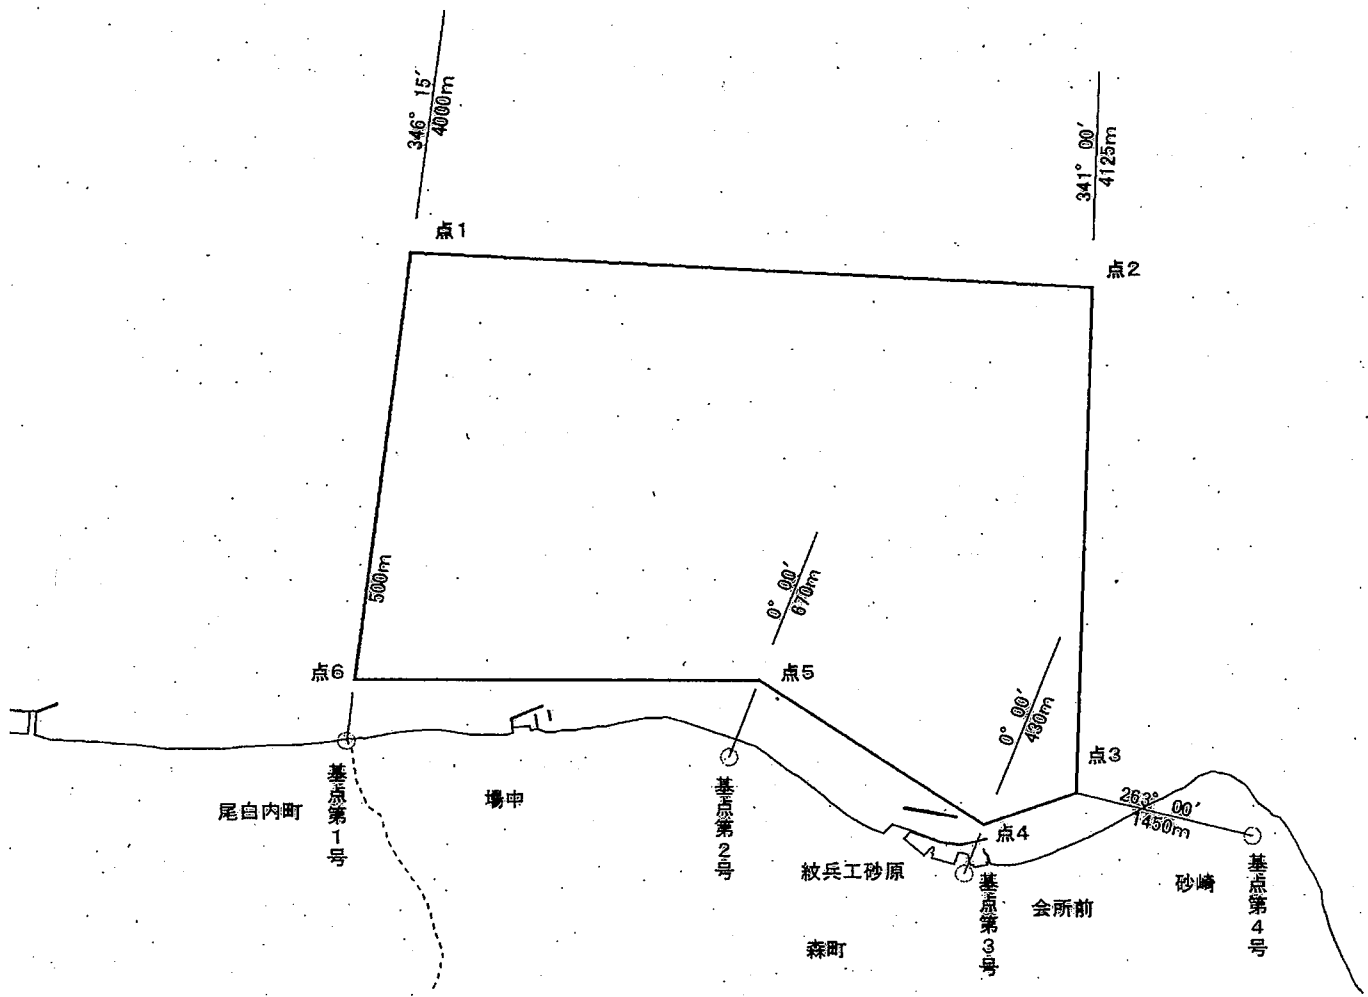 346° 15′
4000m
341° 00′
4125m
点1
点2
500m
0° 00′
670m
点6
点5
0° 00′
430m
点3
263° 00′
1450m
基点第1号
尾白内町
場中
基点第2号
点4
紋兵工砂原
基点第3号
会所前
砂崎
基点第4号
森町